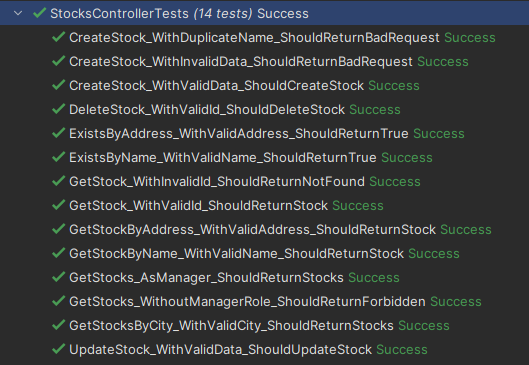 StocksControllerTests (14 tests) Success
CreateStock_WithDuplicateName_ShouldReturnBadRequest Success
CreateStock_WithInvalidData_ShouldReturnBadRequest Success
CreateStock_WithValidData_ShouldCreateStock Success
DeleteStock_WithValidId_ShouldDeleteStock Success
ExistsByAddress_WithValidAddress_ShouldReturnTrue Success
ExistsByName_WithValidName_ShouldReturnTrue Success
GetStock_WithInvalidId_ShouldReturnNotFound Success
GetStock_WithValidId_ShouldReturnStock Success
GetStockByAddress_WithValidAddress_ShouldReturnStock Success
GetStockByName_WithValidName_ShouldReturnStock Success
GetStocks_AsManager_ShouldReturnStocks Success
GetStocks_WithoutManagerRole_ShouldReturnForbidden Success
GetStocksByCity_WithValidCity_ShouldReturnStocks Success
UpdateStock_WithValidData_ShouldUpdateStock Success